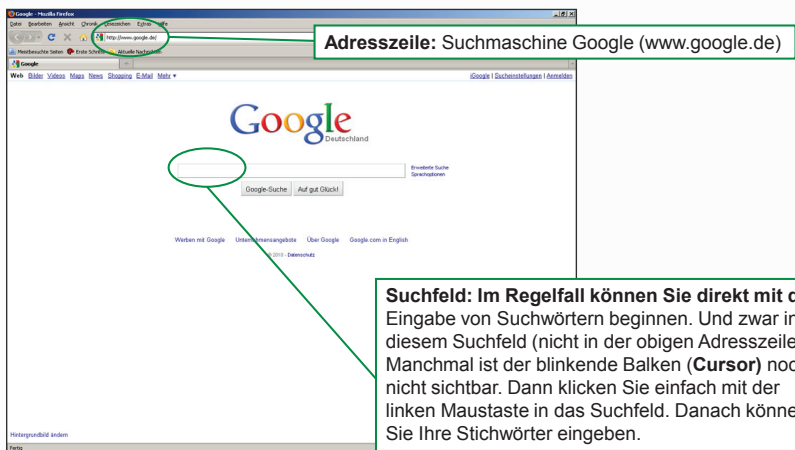 Google - Mozilla Firefox
Datei Bearbeiten Ansicht Chronik Lesezeichen Extras Hilfe
http://www.google.de/
Adresszeile: Suchmaschine Google (www.google.de)
Meistbesuchte Seiten Erste Schritte Aktuelle Nachrichten
Google
Web Bilder Videos Maps News Shopping E-Mail Mehr ▾
iGoogle | Sucheinstellungen | Anmelden
Google
Deutschland
Erweiterte Suche
Sprachoptionen
Google-Suche Auf gut Glück!
Werben mit Google Unternehmensangebote Über Google Google.com in English
© 2010 - Datenschutz
Suchfeld: Im Regelfall können Sie direkt mit d
Eingabe von Suchwörtern beginnen. Und zwar in
diesem Suchfeld (nicht in der obigen Adresszeile
Manchmal ist der blinkende Balken (Cursor) noc
nicht sichtbar. Dann klicken Sie einfach mit der
linken Maustaste in das Suchfeld. Danach könne
Sie Ihre Stichwörter eingeben.
Hintergrundbild ändern
Fertig